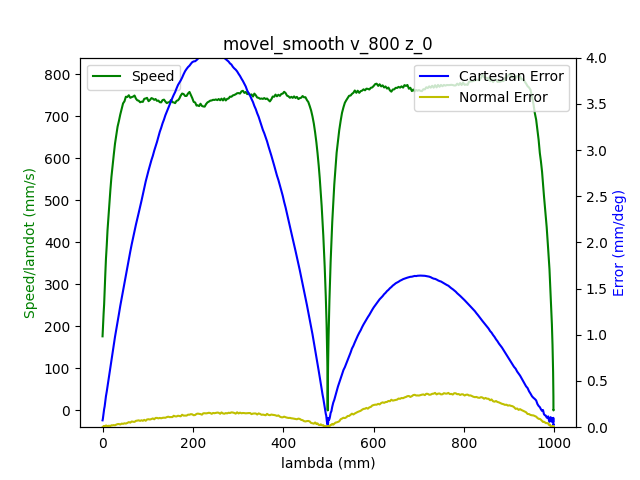 movel_smooth v_800 z_0
Speed
Cartesian Error
Normal Error
800
700
600
500
400
300
200
100
0
4.0
3.5
3.0
2.5
2.0
1.5
1.0
0.5
0.0
Speed/lamdot (mm/s)
Error (mm/deg)
0 200 400 600 800 1000
lambda (mm)